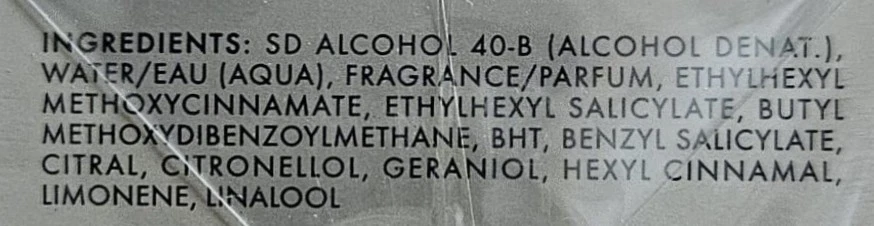 INGREDIENTS: SD ALCOHOL 40-B (ALCOHOL DENAT.),
WATER/EAU (AQUA), FRAGRANCE/PARFUM, ETHYLHEXYL
METHOXYCINNAMATE, ETHYLHEXYL SALICYLATE, BUTYL
METHOXYDIBENZOYLMETHANE, BHT, BENZYL SALICYLATE,
CITRAL, CITRONELLOL, GERANIOL, HEXYL CINNAMAL,
LIMONENE, LINALOOL